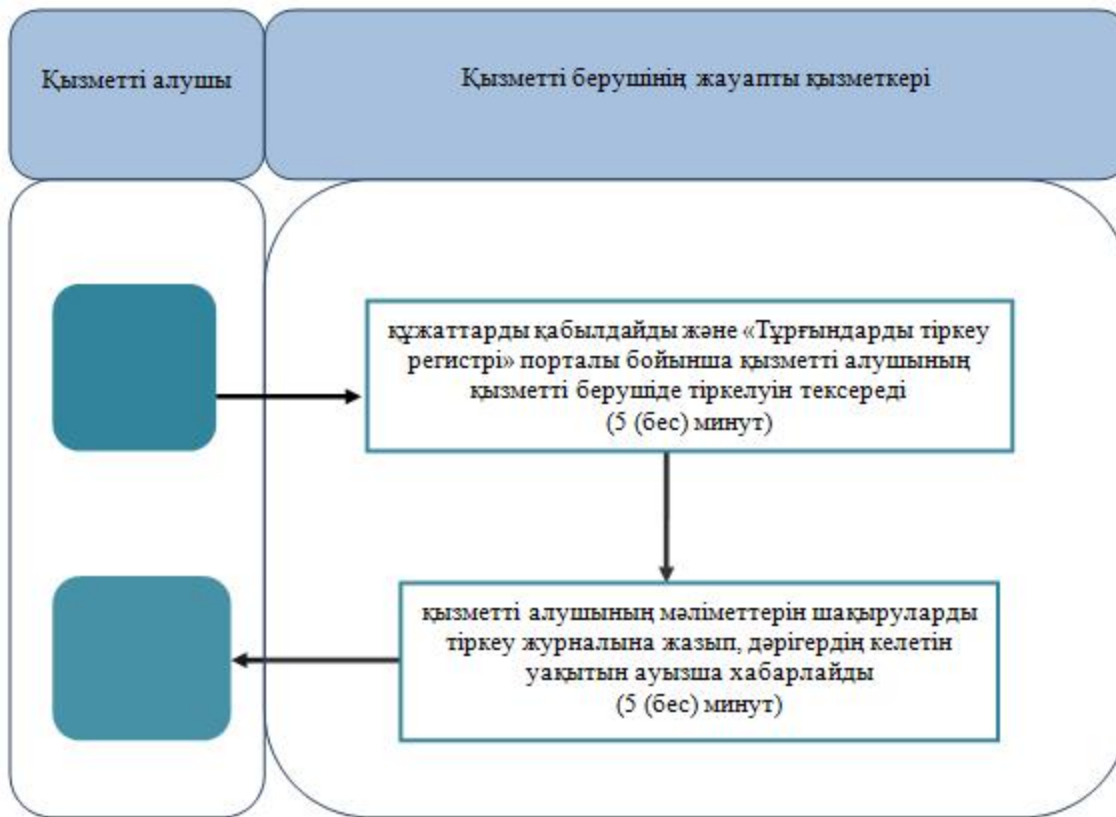 Қызметті алушы
Қызметті берушінің жауапты қызметкері
құжаттарды қабылдайды және «Тұрғындарды тіркеу
регистрі» порталы бойынша қызметті алушының
қызметті берушіде тіркелуін тексереді
(5 (бес) минут)
қызметті алушының мәліметтерін шақыруларды
тіркеу журналына жазып, дәрігердің келетін
уақытын ауызша хабарлайды
(5 (бес) минут)